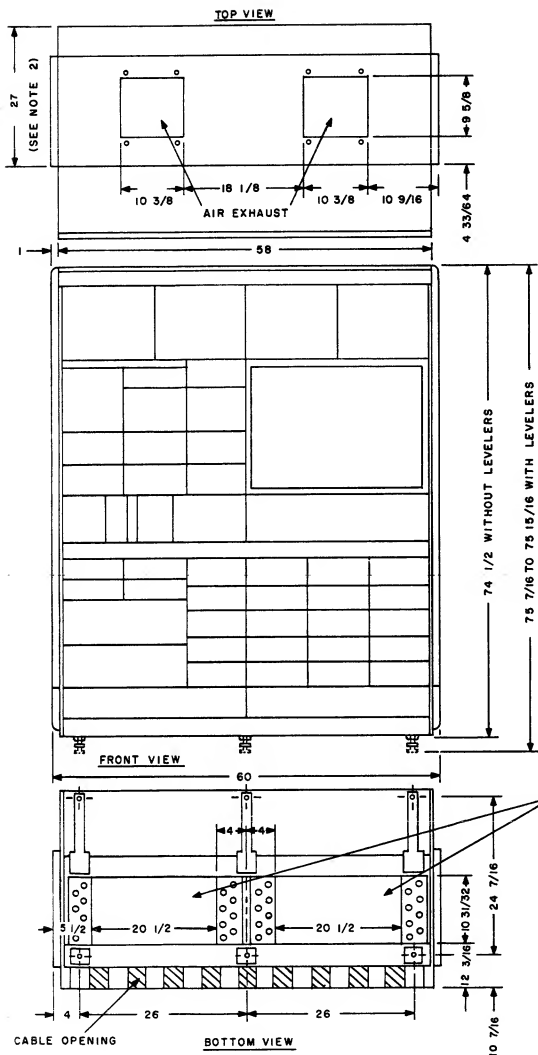 TOP VIEW
27
(SEE NOTE 2)
9 5/8
18 1/8
10 3/8
10 3/8
10 9/16
AIR EXHAUST
4 33/64
1
58
74 1/2 WITHOUT LEVELERS
75 7/16 TO 75 15/16 WITH LEVELERS
FRONT VIEW
60
4
4
5 1/2
20 1/2
20 1/2
10 31/32
24 7/16
12 3/16
4
26
26
10 7/16
CABLE OPENING
BOTTOM VIEW